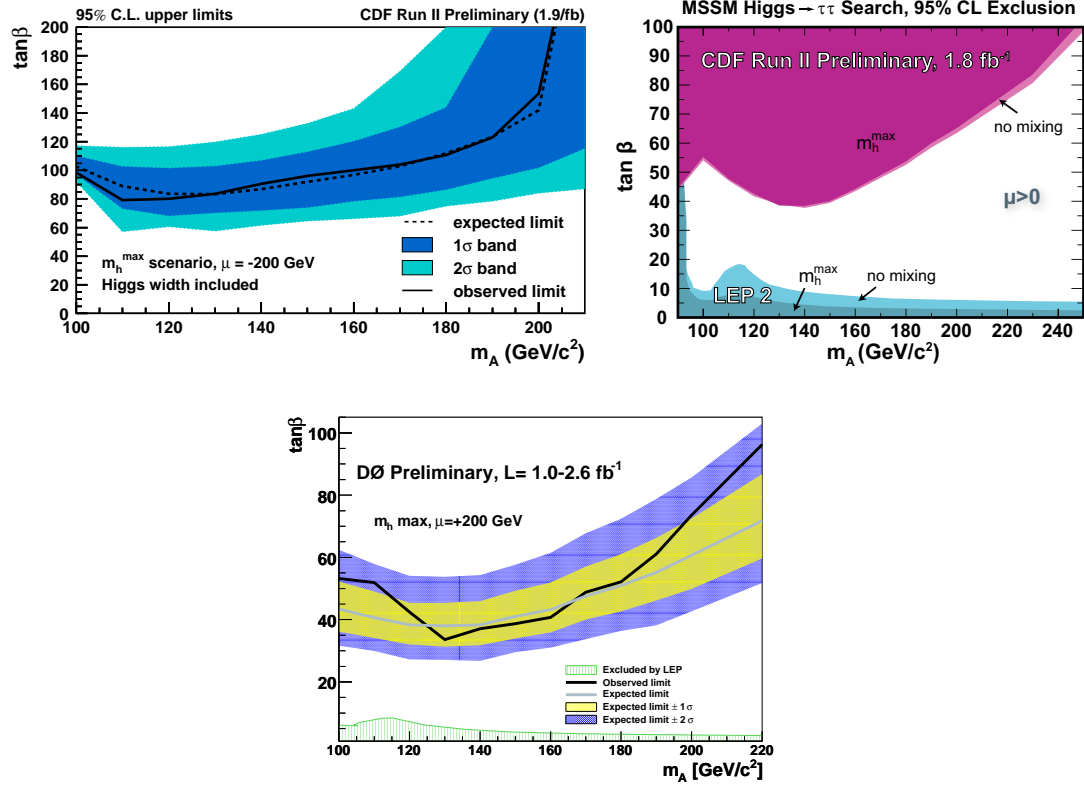 95% C.L. upper limits CDF Run II Preliminary (1.9/fb)
tanβ
200
180
160
140
120
100
80
60
40
20
0
expected limit
1σ band
2σ band
observed limit
m_h^max scenario, μ = -200 GeV
Higgs width included
100 120 140 160 180 200
m_A (GeV/c²)
MSSM Higgs → ττ Search, 95% CL Exclusion
tan β
100
90
80
70
60
50
40
30
20
10
0
CDF Run II Preliminary, 1.8 fb⁻¹
no mixing
m_h^max
μ>0
m_h^max
no mixing
LEP 2
100 120 140 160 180 200 220 240
m_A (GeV/c²)
tanβ
100
80
60
40
20
DØ Preliminary, L= 1.0-2.6 fb⁻¹
m_h max, μ=+200 GeV
Excluded by LEP
Observed limit
Expected limit
Expected limit ± 1 σ
Expected limit ± 2 σ
100 120 140 160 180 200 220
m_A [GeV/c²]